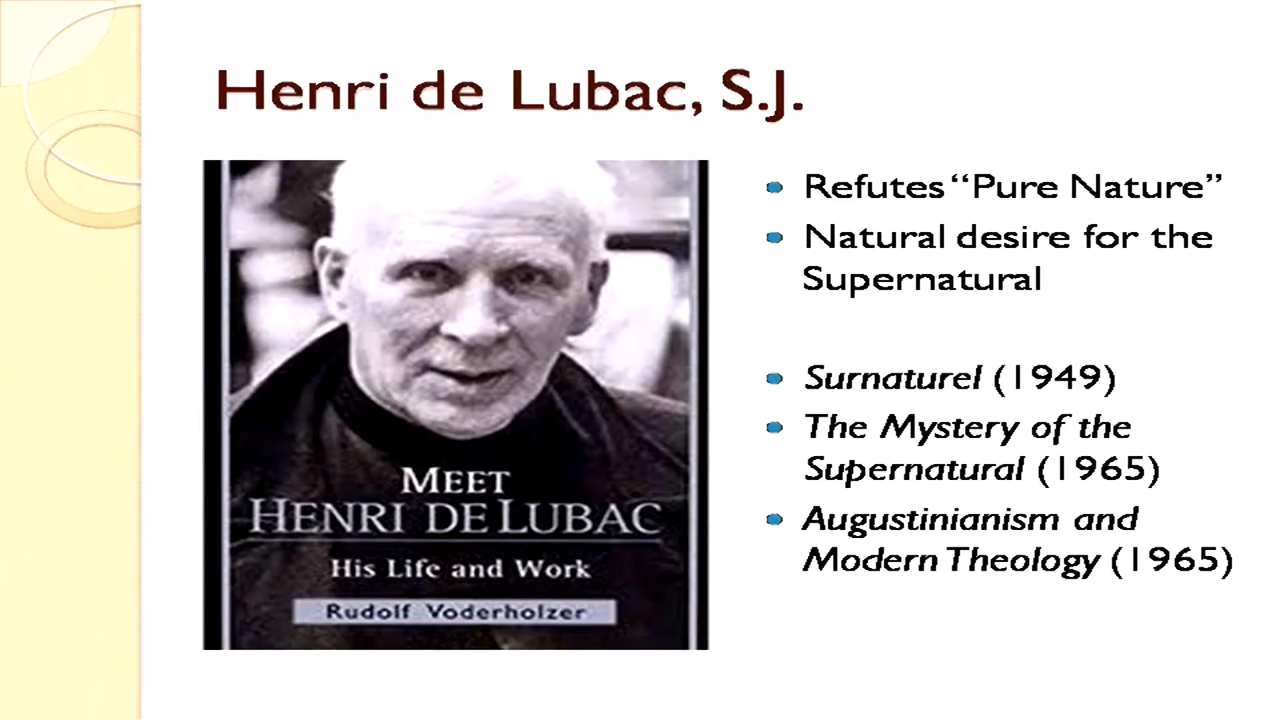 Henri de Lubac, S.J.
MEET
HENRI DE LUBAC
His Life and Work
Rudolf Voderholzer
Refutes “Pure Nature”
Natural desire for the
Supernatural
Surnaturel (1949)
The Mystery of the
Supernatural (1965)
Augustinianism and
Modern Theology (1965)